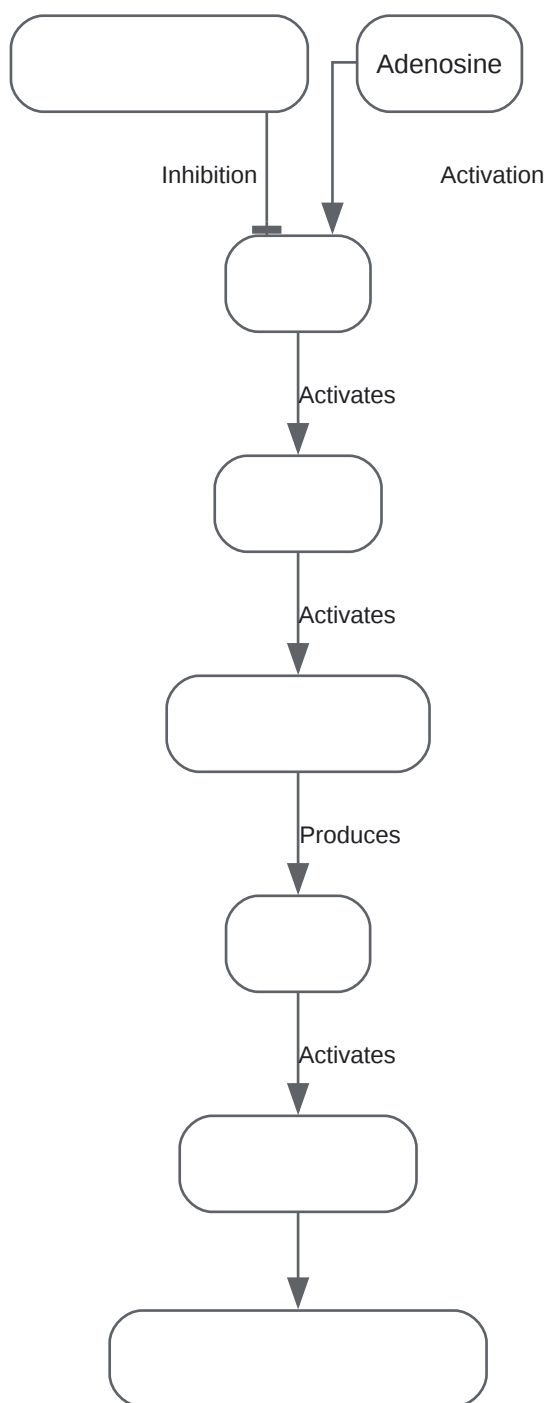 Adenosine
Inhibition
Activation
Activates
Activates
Produces
Activates